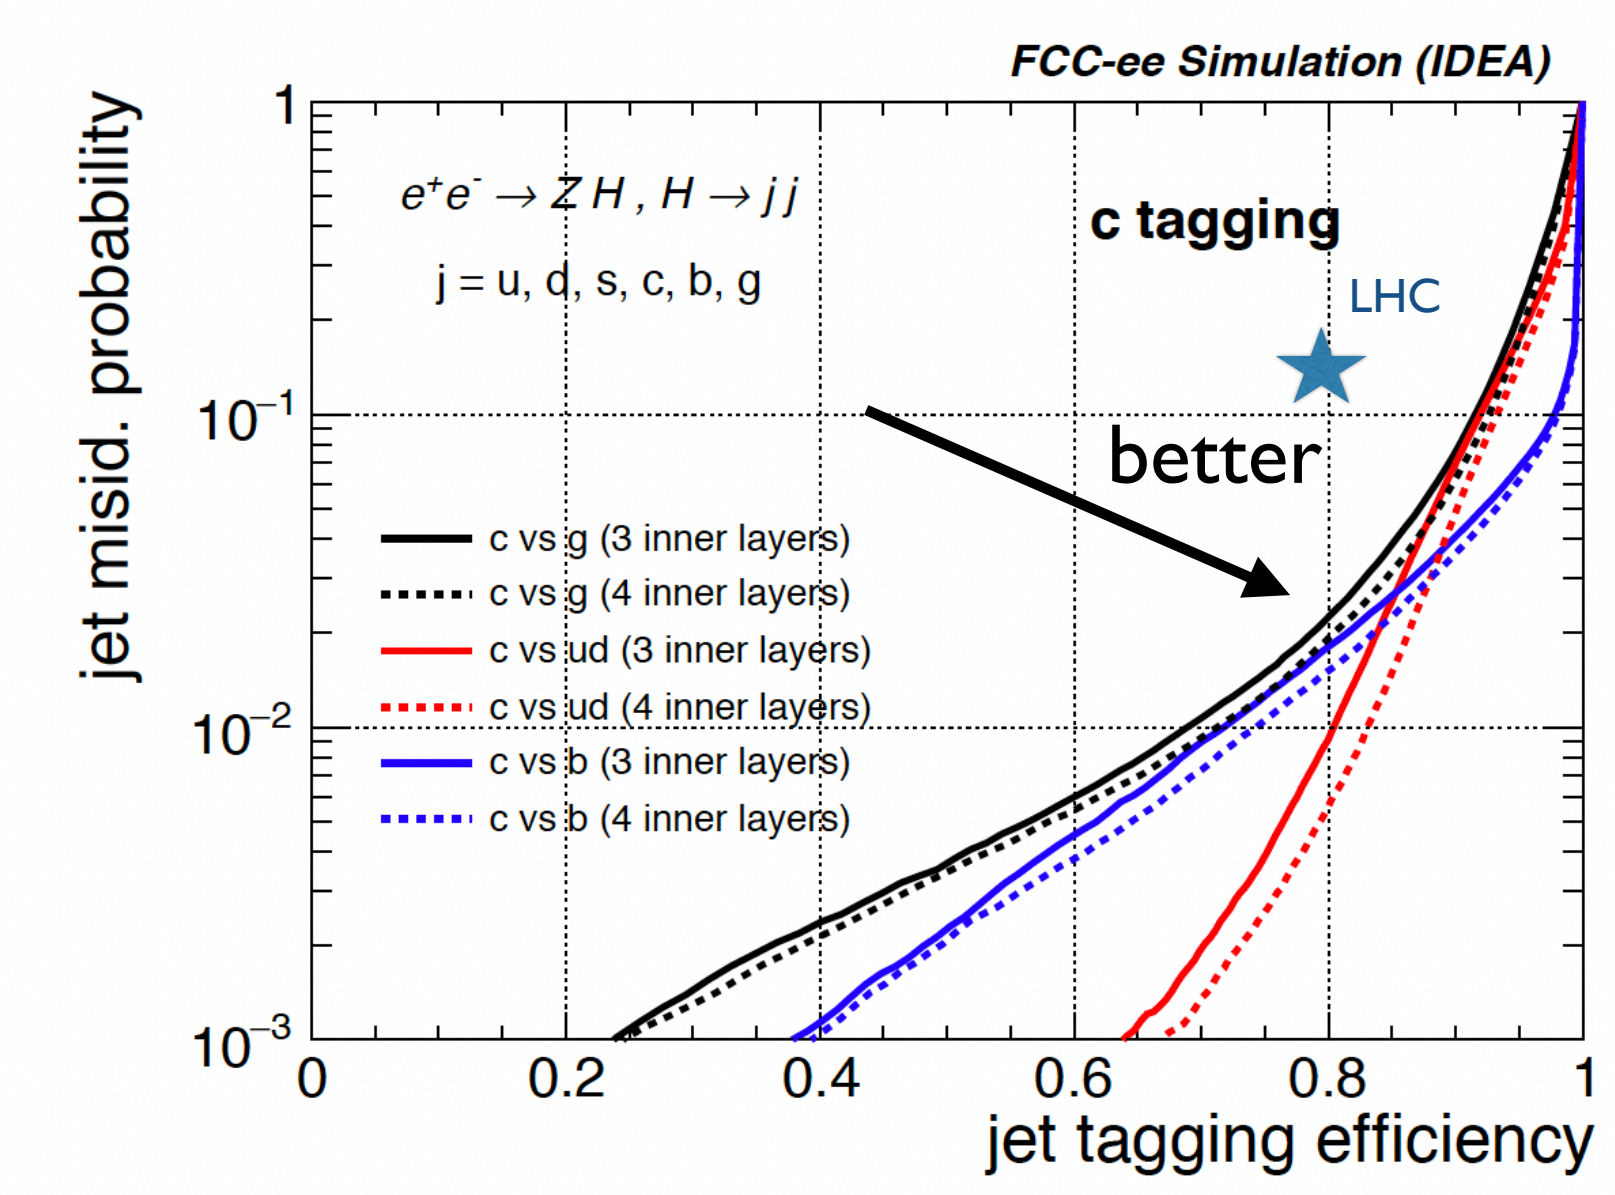 FCC-ee Simulation (IDEA)
jet misid. probability
1
10⁻¹
10⁻²
10⁻³
e⁺e⁻ → Z H , H → j j
j = u, d, s, c, b, g
c tagging
LHC
better
c vs g (3 inner layers)
c vs g (4 inner layers)
c vs ud (3 inner layers)
c vs ud (4 inner layers)
c vs b (3 inner layers)
c vs b (4 inner layers)
0 0.2 0.4 0.6 0.8 1
jet tagging efficiency